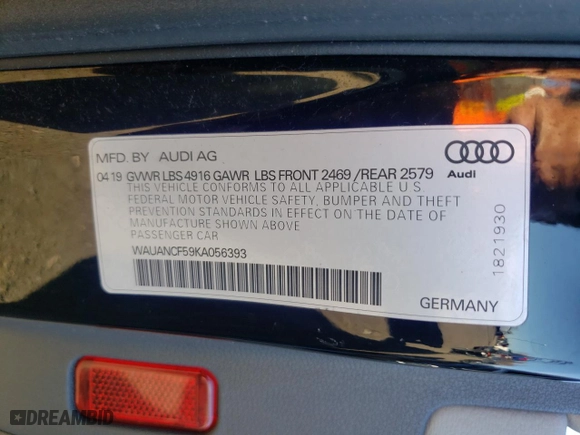 MFD. BY AUDI AG
04 19 GVWR LBS 4916 GAWR LBS FRONT 2469 /REAR 2579
THIS VEHICLE CONFORMS TO ALL APPLICABLE U S
FEDERAL MOTOR VEHICLE SAFETY, BUMPER AND THEFT
PREVENTION STANDARDS IN EFFECT ON THE DATE OF
MANUFACTURE SHOWN ABOVE
PASSENGER CAR
WAUANCF59KA056393
Audi
1821930
GERMANY
DREAMBID